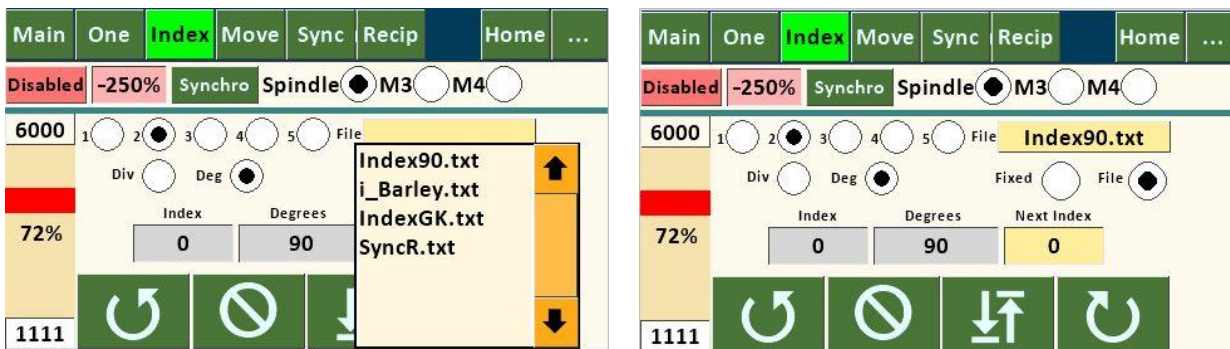 Main One Index Move Sync Recip Home ...
Disabled -250% Synchro Spindle M3 M4
6000 1 2 3 4 5 File
Index90.txt
i_Barley.txt
IndexGK.txt
SyncR.txt
Div Deg
Index Degrees
72% 0 90
1111
Main One Index Move Sync Recip Home ...
Disabled -250% Synchro Spindle M3 M4
6000 1 2 3 4 5 File Index90.txt
Div Deg Fixed File
Index Degrees Next Index
72% 0 90 0
1111